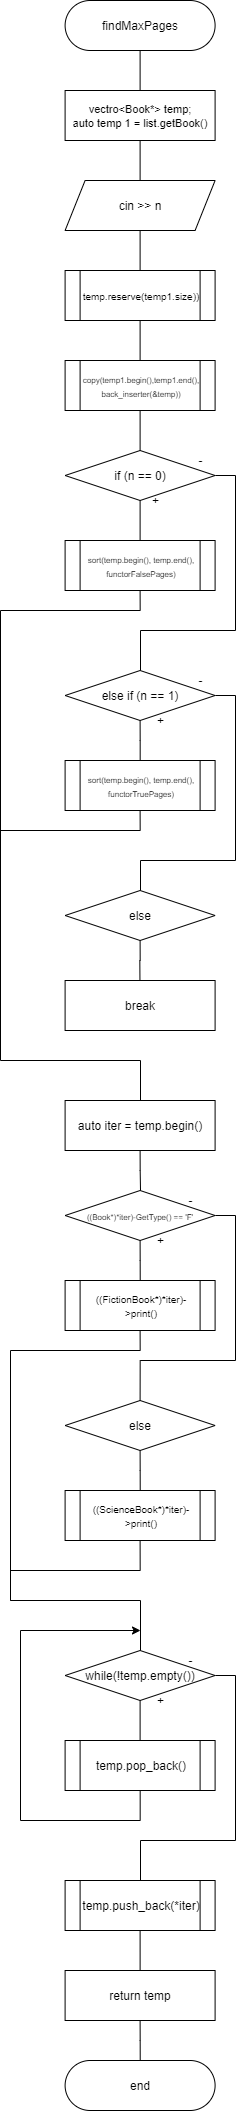 findMaxPages
vectro<Book*> temp;
auto temp 1 = list.getBook()
cin >> n
temp.reserve(temp1.size))
copy(temp1.begin(),temp1.end(),
back_inserter(&temp))
-
if (n == 0)
+
sort(temp.begin(), temp.end(),
functorFalsePages)
-
else if (n == 1)
+
sort(temp.begin(), temp.end(),
functorTruePages)
else
break
auto iter = temp.begin()
-
((Book*)*iter)-GetType() == 'F'
+
((FictionBook*)*iter)-
>print()
else
((ScienceBook*)*iter)-
>print()
-
while(!temp.empty())
+
temp.pop_back()
temp.push_back(*iter)
return temp
end